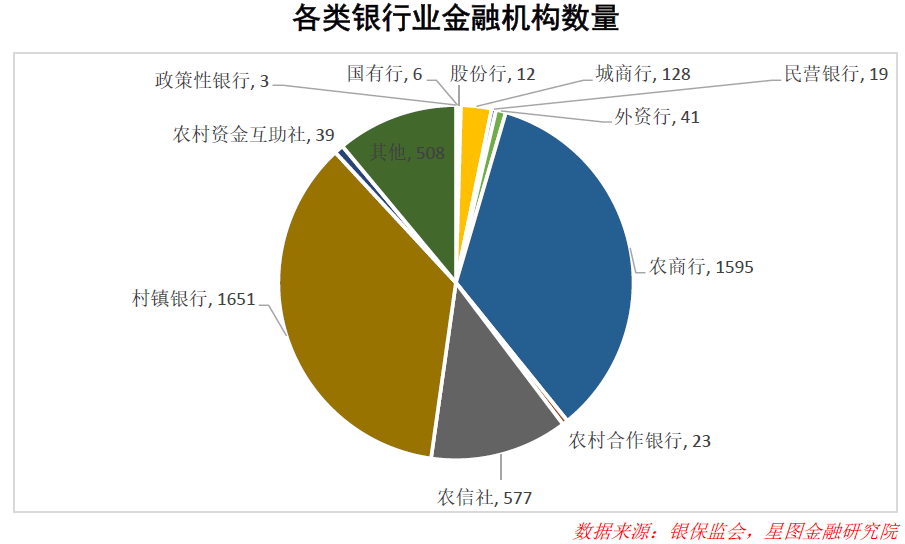 各类银行业金融机构数量
政策性银行, 3
国有行, 6
股份行, 12
城商行, 128
民营银行, 19
外资行, 41
农村资金互助社, 39
其他, 508
农商行, 1595
村镇银行, 1651
农村合作银行, 23
农信社, 577
数据来源：银保监会，星图金融研究院